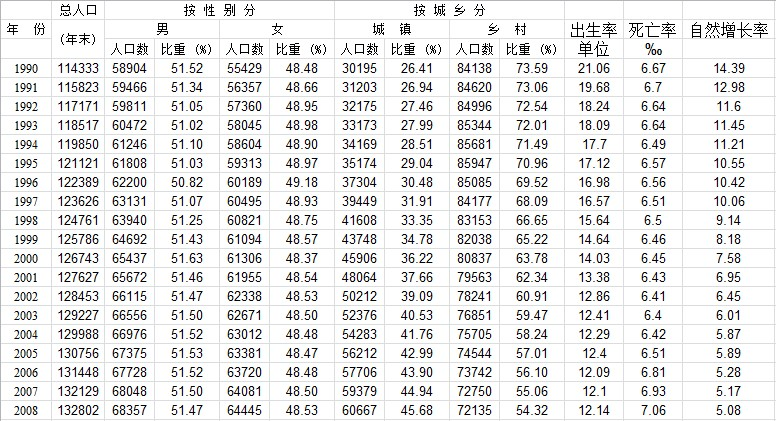 总人口 按 性 别 分 按 城 乡 分
年 份 (年末) 男 女 城 镇 乡 村 出生率 死亡率 自然增长率
人口数 比重 (%) 人口数 比重 (%) 人口数 比重 (%) 人口数 比重 (%) 单位 ‰
1990 114333 58904 51.52 55429 48.48 30195 26.41 84138 73.59 21.06 6.67 14.39
1991 115823 59466 51.34 56357 48.66 31203 26.94 84620 73.06 19.68 6.7 12.98
1992 117171 59811 51.05 57360 48.95 32175 27.46 84996 72.54 18.24 6.64 11.6
1993 118517 60472 51.02 58045 48.98 33173 27.99 85344 72.01 18.09 6.64 11.45
1994 119850 61246 51.10 58604 48.90 34169 28.51 85681 71.49 17.7 6.49 11.21
1995 121121 61808 51.03 59313 48.97 35174 29.04 85947 70.96 17.12 6.57 10.55
1996 122389 62200 50.82 60189 49.18 37304 30.48 85085 69.52 16.98 6.56 10.42
1997 123626 63131 51.07 60495 48.93 39449 31.91 84177 68.09 16.57 6.51 10.06
1998 124761 63940 51.25 60821 48.75 41608 33.35 83153 66.65 15.64 6.5 9.14
1999 125786 64692 51.43 61094 48.57 43748 34.78 82038 65.22 14.64 6.46 8.18
2000 126743 65437 51.63 61306 48.37 45906 36.22 80837 63.78 14.03 6.45 7.58
2001 127627 65672 51.46 61955 48.54 48064 37.66 79563 62.34 13.38 6.43 6.95
2002 128453 66115 51.47 62338 48.53 50212 39.09 78241 60.91 12.86 6.41 6.45
2003 129227 66556 51.50 62671 48.50 52376 40.53 76851 59.47 12.41 6.4 6.01
2004 129988 66976 51.52 63012 48.48 54283 41.76 75705 58.24 12.29 6.42 5.87
2005 130756 67375 51.53 63381 48.47 56212 42.99 74544 57.01 12.4 6.51 5.89
2006 131448 67728 51.52 63720 48.48 57706 43.90 73742 56.10 12.09 6.81 5.28
2007 132129 68048 51.50 64081 48.50 59379 44.94 72750 55.06 12.1 6.93 5.17
2008 132802 68357 51.47 64445 48.53 60667 45.68 72135 54.32 12.14 7.06 5.08